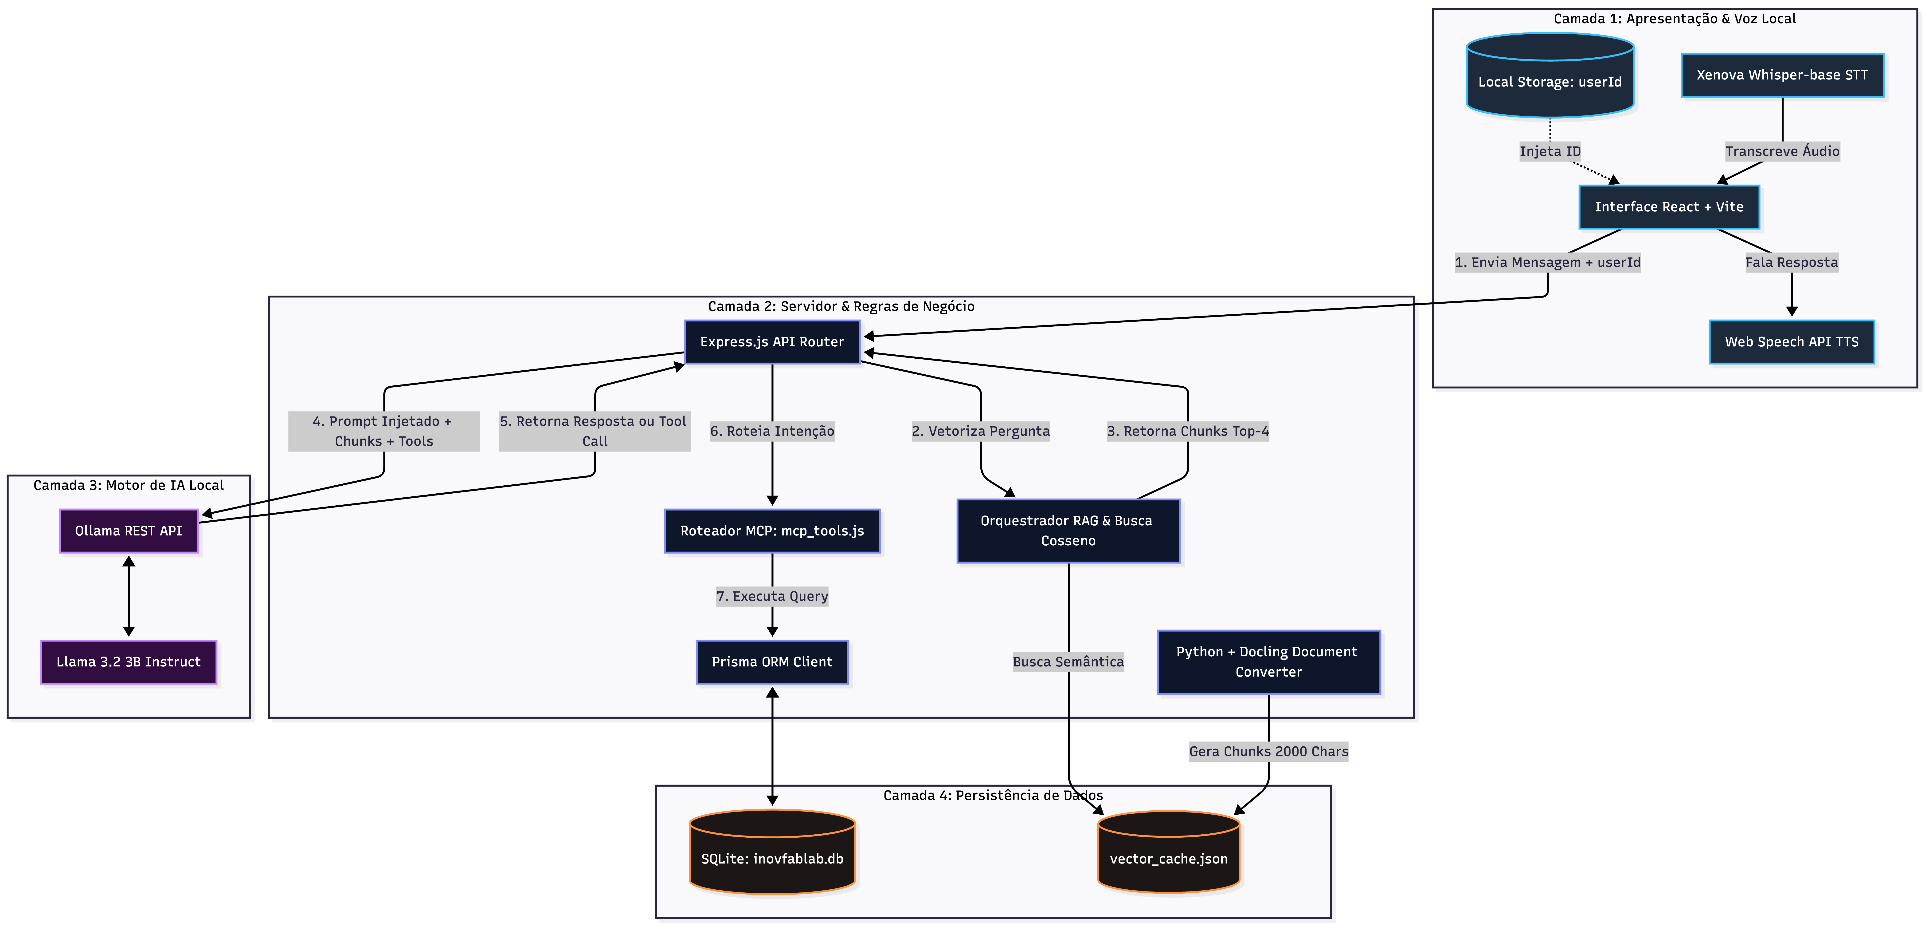 Camada 1: Apresentação & Voz Local
Local Storage: userId
Xenova Whisper-base STT
Injeta ID
Transcreve Áudio
Interface React + Vite
1. Envia Mensagem + userId
Fala Resposta
Web Speech API TTS
Camada 2: Servidor & Regras de Negócio
Express.js API Router
4. Prompt Injetado +
Chunks + Tools
5. Retorna Resposta ou Tool
Call
6. Roteia Intenção
2. Vetoriza Pergunta
3. Retorna Chunks Top-4
Roteador MCP: mcp_tools.js
Orquestrador RAG & Busca
Cosseno
7. Executa Query
Prisma ORM Client
Busca Semântica
Python + Docling Document
Converter
Gera Chunks 2000 Chars
Camada 3: Motor de IA Local
Ollama REST API
Llama 3.2 3B Instruct
Camada 4: Persistência de Dados
SQLite: inovfablab.db
vector_cache.json